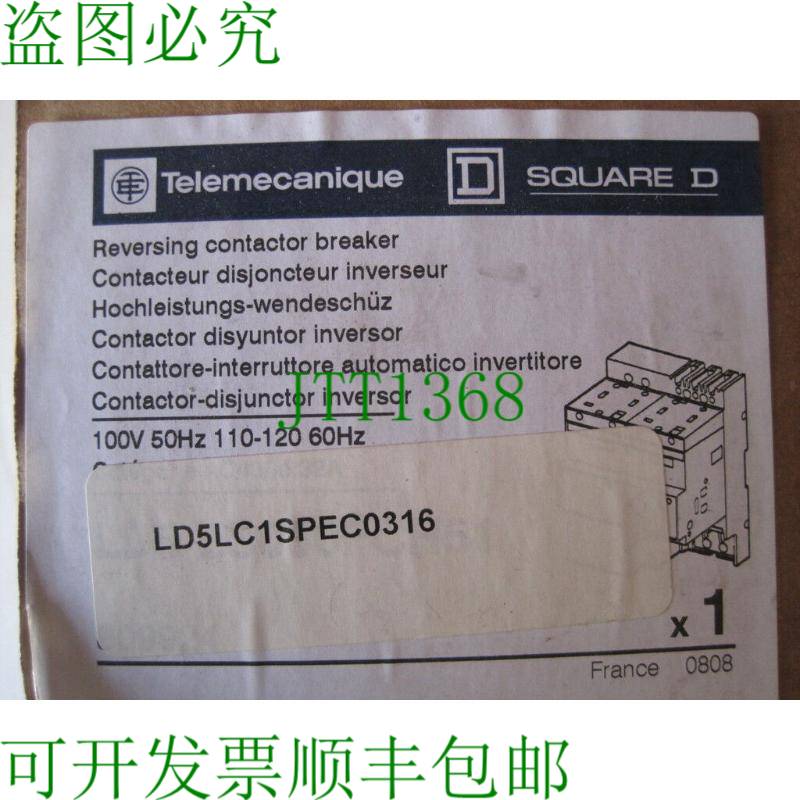 盗图必究
Telemecanique D SQUARE D
Reversing contactor breaker
Contacteur disjoncteur inverseur
Hochleistungs-wendeschüz
Contactor disyuntor inversor
Contattore-interruttore automatico invertitore
Contactor-disjunctor inversor
JTT1368
100V 50Hz 110-120 60Hz
LD5LC1SPEC0316
x 1
France 0808
可开发票顺丰包邮